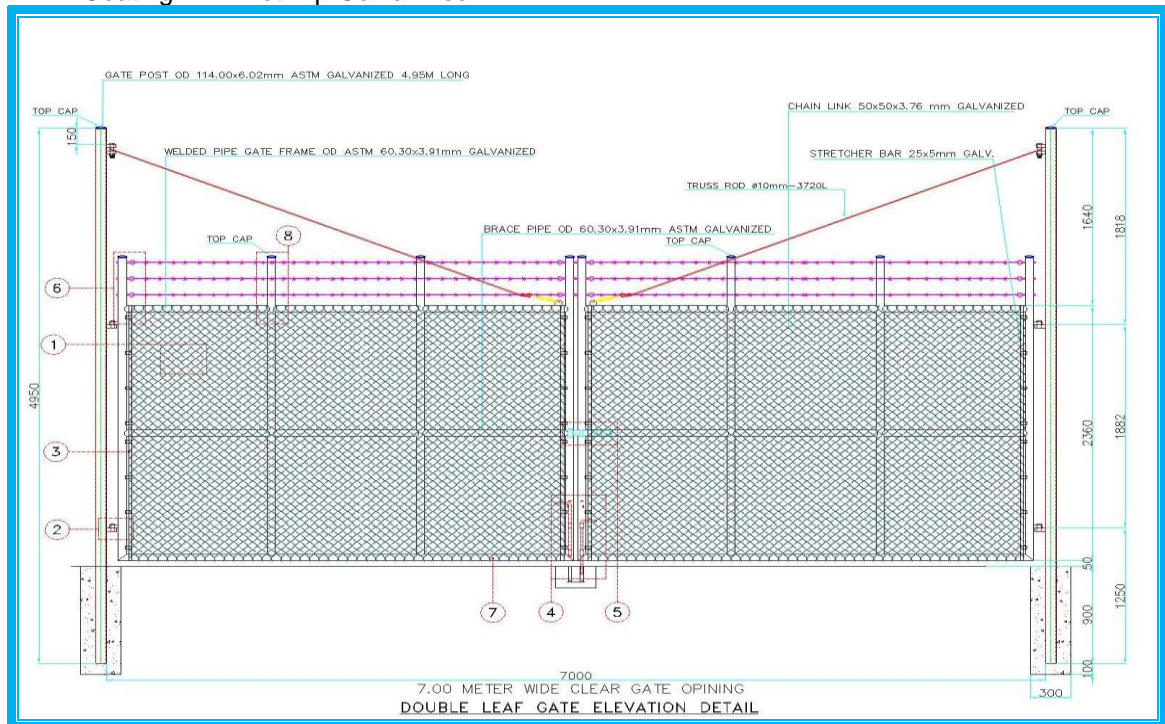 GATE POST OD 114.00x6.02mm ASTM GALVANIZED 4.95M LONG
TOP CAP
CHAIN LINK 50x50x3.76 mm GALVANIZED
TOP CAP
150
WELDED PIPE GATE FRAME OD ASTM 60.30x3.91mm GALVANIZED
STRETCHER BAR 25x5mm GALV.
TRUSS ROD ø10mm-3720L
1640
1818
BRACE PIPE OD 60.30x3.91mm ASTM GALVANIZED
TOP CAP
8
TOP CAP
6
1
4950
2360
1882
3
2
50
1250
900
7
4
5
100
7000
300
7.00 METER WIDE CLEAR GATE OPINING
DOUBLE LEAF GATE ELEVATION DETAIL